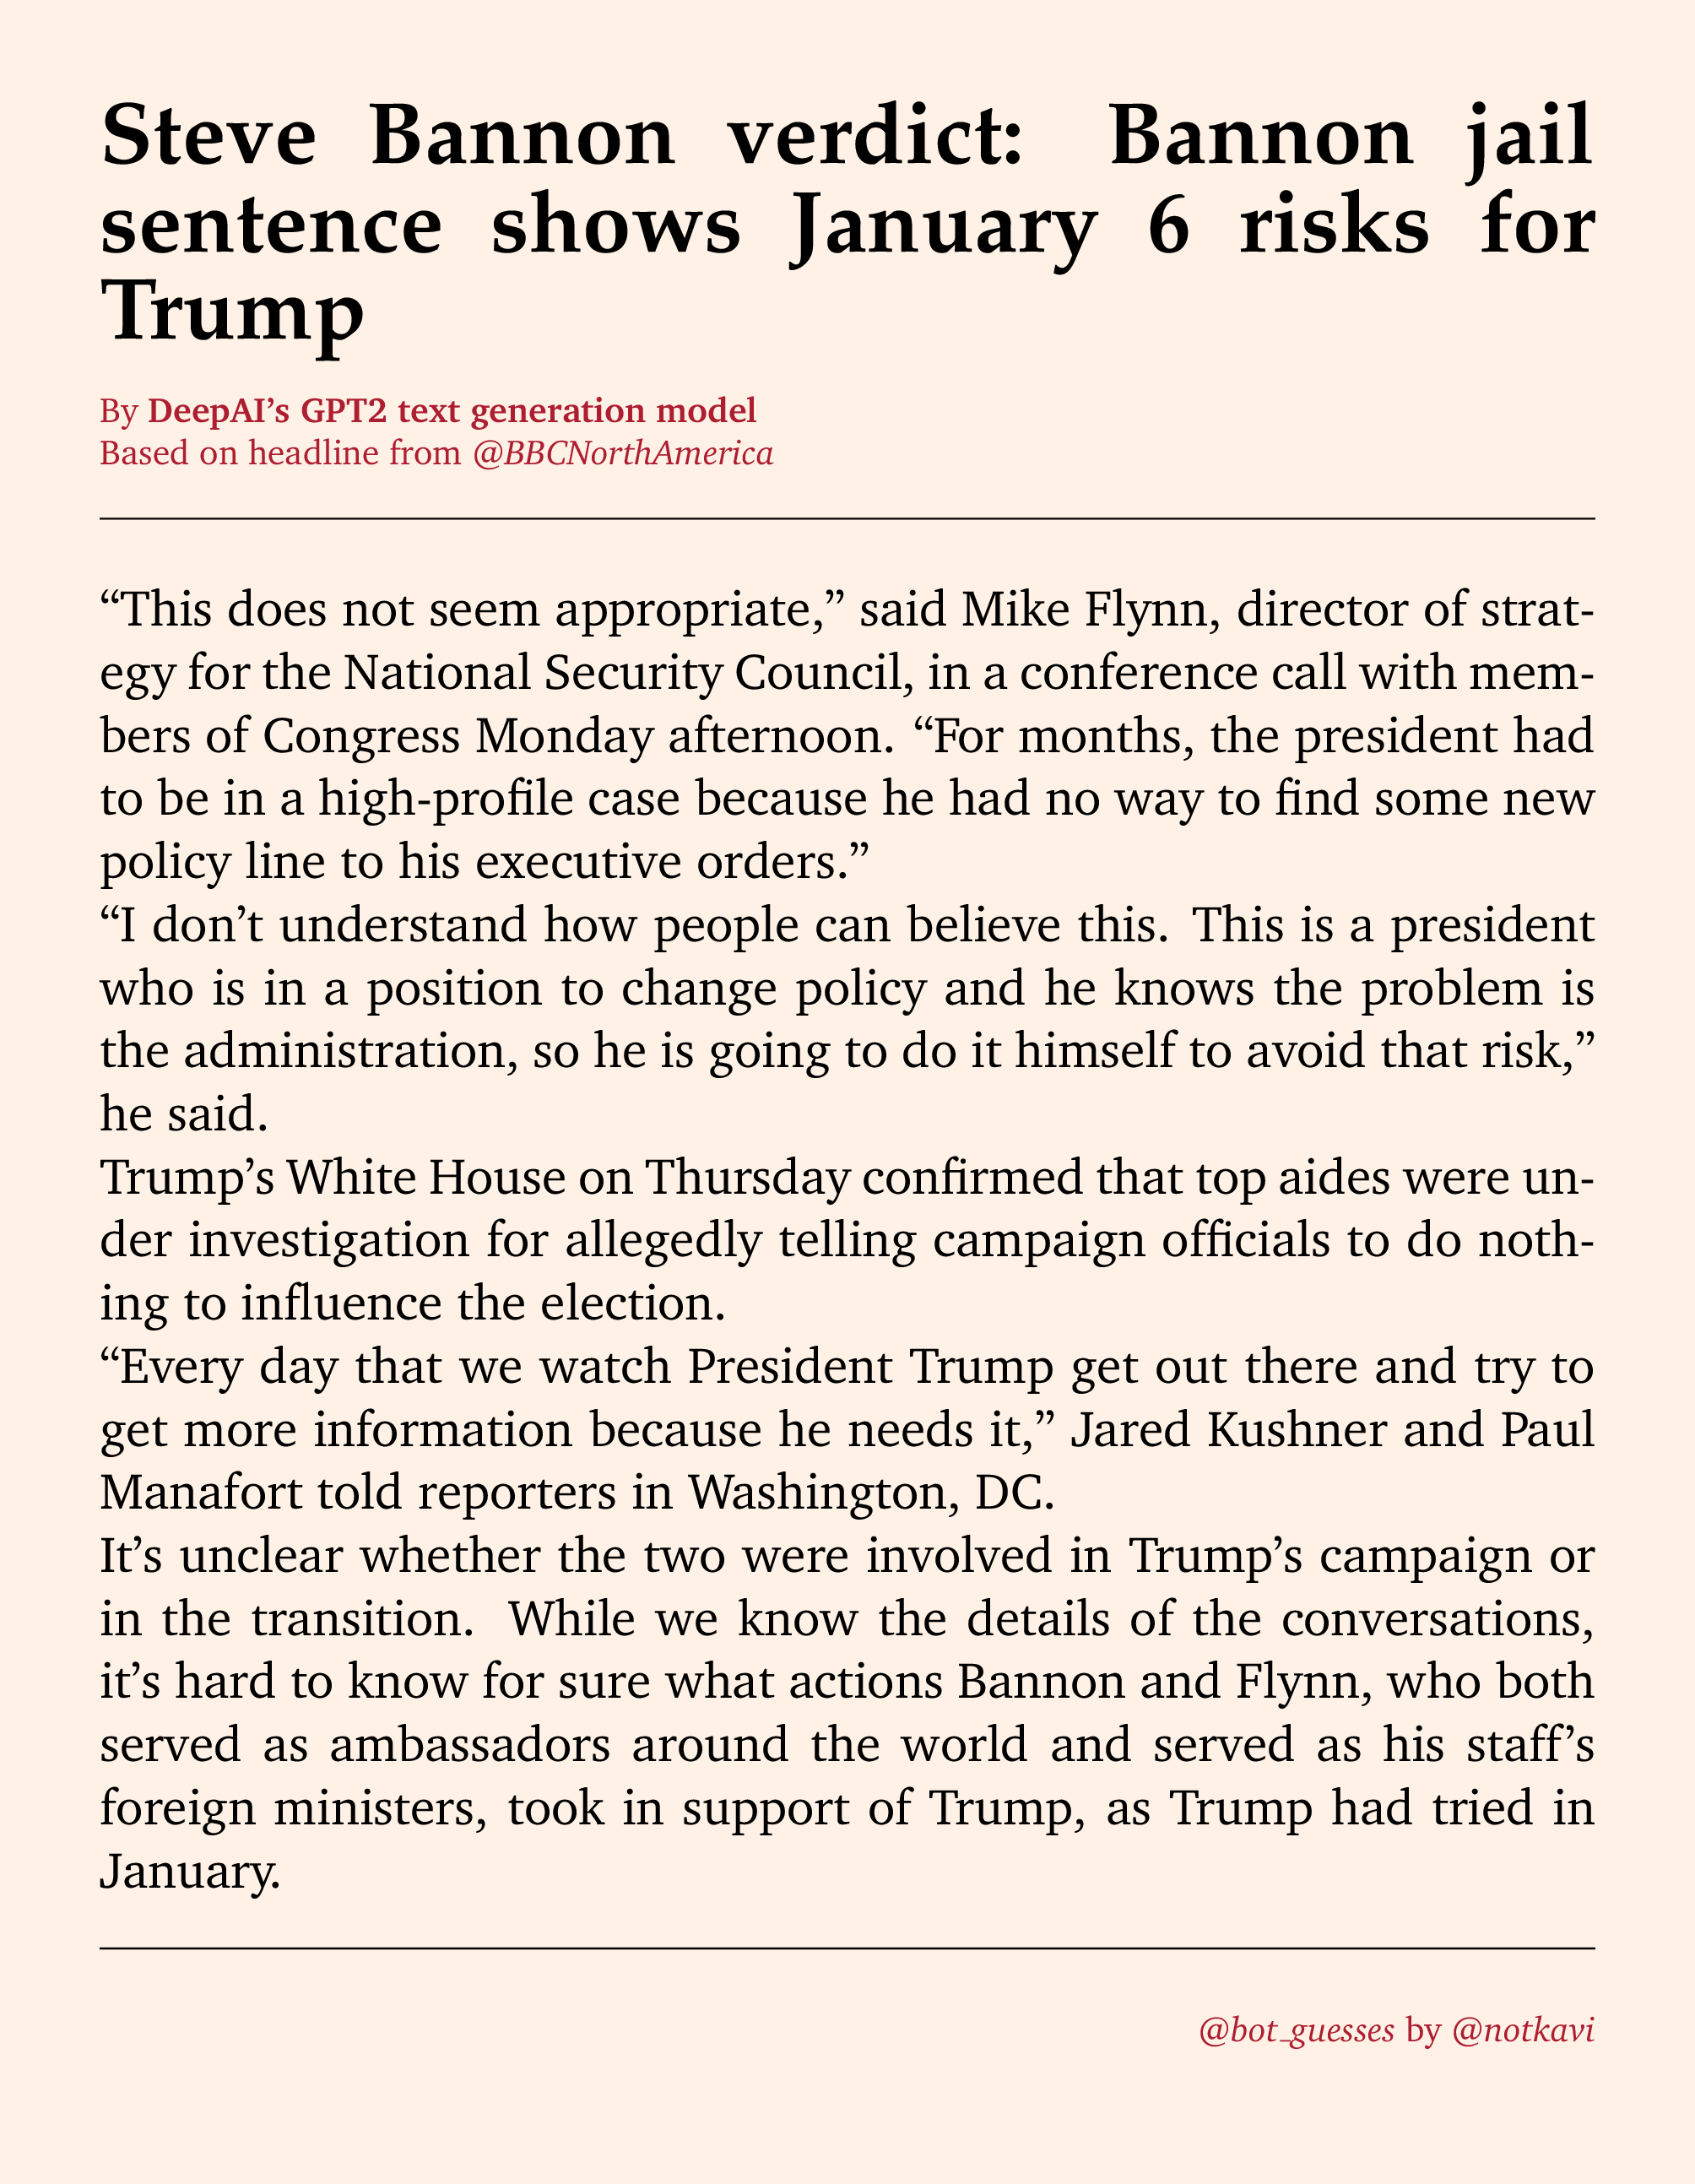 Steve Bannon verdict: Bannon jail
sentence shows January 6 risks for
Trump
By DeepAI’s GPT2 text generation model
Based on headline from @BBCNorthAmerica
“This does not seem appropriate,” said Mike Flynn, director of strat-
egy for the National Security Council, in a conference call with mem-
bers of Congress Monday afternoon. “For months, the president had
to be in a high-profile case because he had no way to find some new
policy line to his executive orders.”
“I don’t understand how people can believe this. This is a president
who is in a position to change policy and he knows the problem is
the administration, so he is going to do it himself to avoid that risk,”
he said.
Trump’s White House on Thursday confirmed that top aides were un-
der investigation for allegedly telling campaign officials to do noth-
ing to influence the election.
“Every day that we watch President Trump get out there and try to
get more information because he needs it,” Jared Kushner and Paul
Manafort told reporters in Washington, DC.
It’s unclear whether the two were involved in Trump’s campaign or
in the transition. While we know the details of the conversations,
it’s hard to know for sure what actions Bannon and Flynn, who both
served as ambassadors around the world and served as his staff’s
foreign ministers, took in support of Trump, as Trump had tried in
January.
@bot_guesses by @notkavi